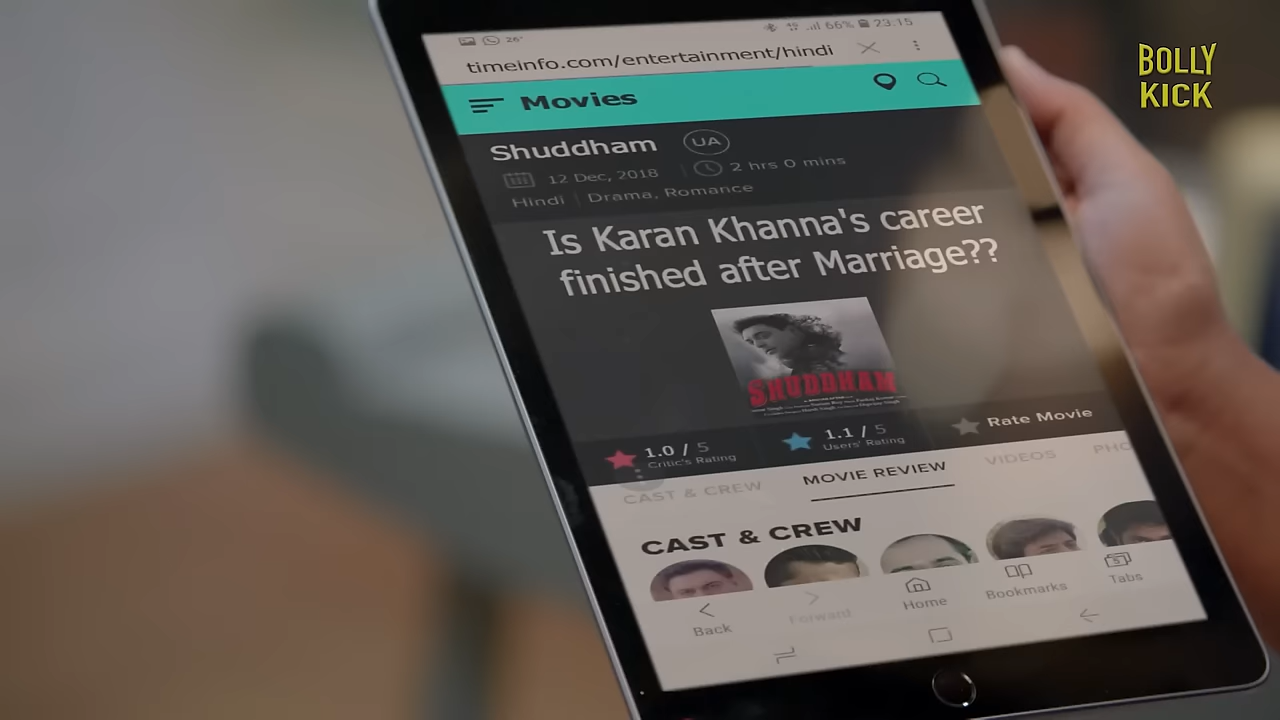 26°
66% 23:15
timeinfo.com/entertainment/hindi
BOLLY
KICK
Movies
Shuddham UA
12 Dec, 2018 2 hrs 0 mins
Hindi | Drama, Romance
Is Karan Khanna's career
finished after Marriage??
SHUDDHAM
1.0 / 5
Critic's Rating
1.1 / 5
Users' Rating
Rate Movie
CAST & CREW MOVIE REVIEW VIDEOS PHO
CAST & CREW
Back Forward Home Bookmarks Tabs